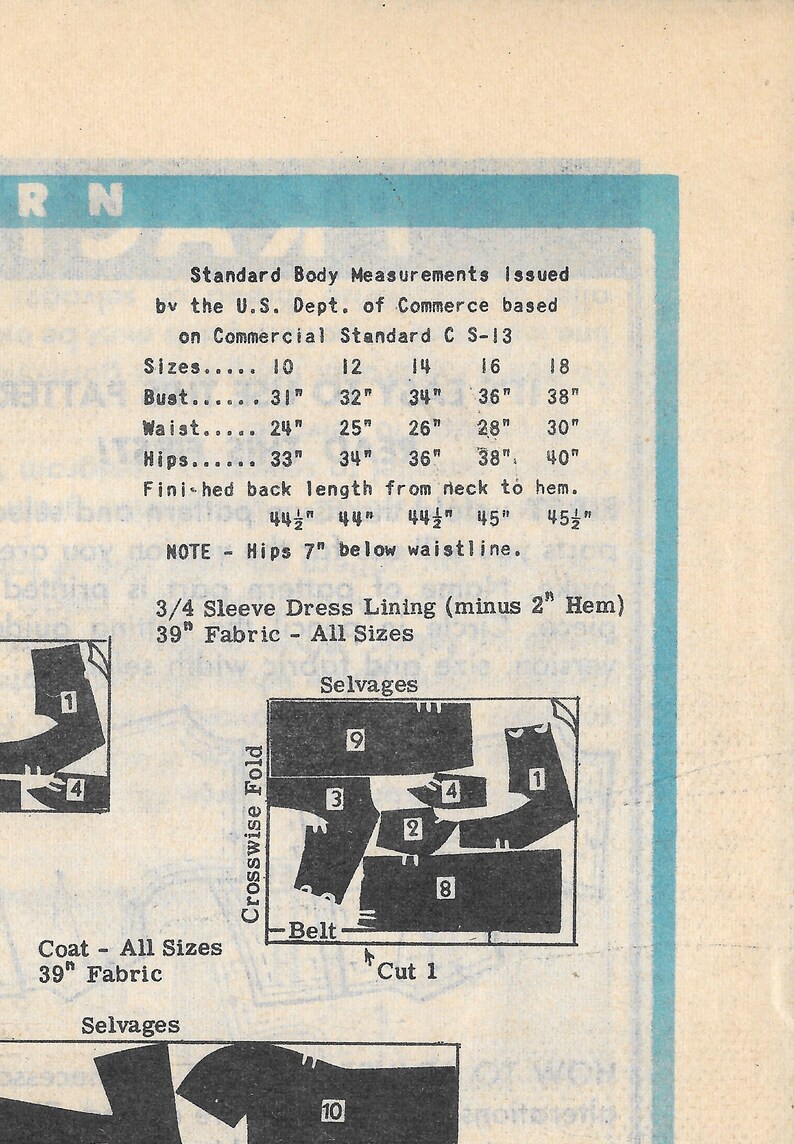 RN
Standard Body Measurements Issued
by the U.S. Dept. of Commerce based
on Commercial Standard C S-13
Sizes..... 10 12 14 16 18
Bust...... 31" 32" 34" 36" 38"
Waist..... 24" 25" 26" 28" 30"
Hips...... 33" 34" 36" 38" 40"
Finished back length from neck to hem.
44½" 44" 44½" 45" 45½"
NOTE - Hips 7" below waistline.
3/4 Sleeve Dress Lining (minus 2" Hem)
39" Fabric - All Sizes
Selvages
Crosswise Fold
9
1
3
4
2
8
Belt
Cut 1
1
4
Coat - All Sizes
39" Fabric
Selvages
10